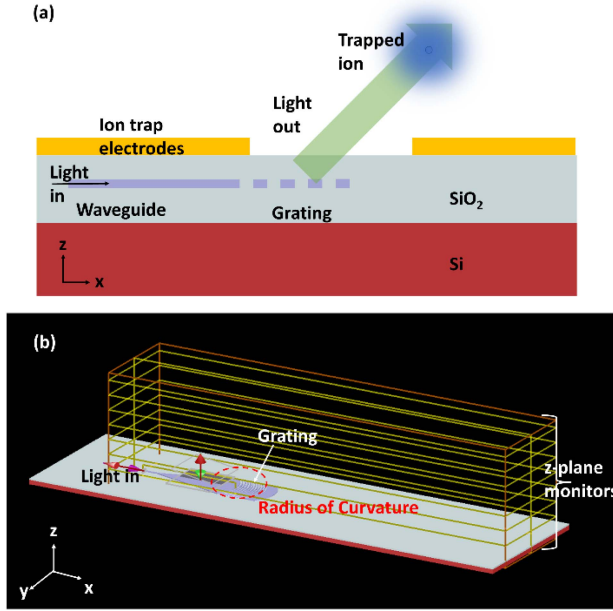 (a)
Trapped
ion
Light
out
Ion trap
electrodes
Light
in
Waveguide
Grating
SiO2
Si
z
x
(b)
Grating
Light in
Radius of Curvature
z-plane
monitors
z
y
x